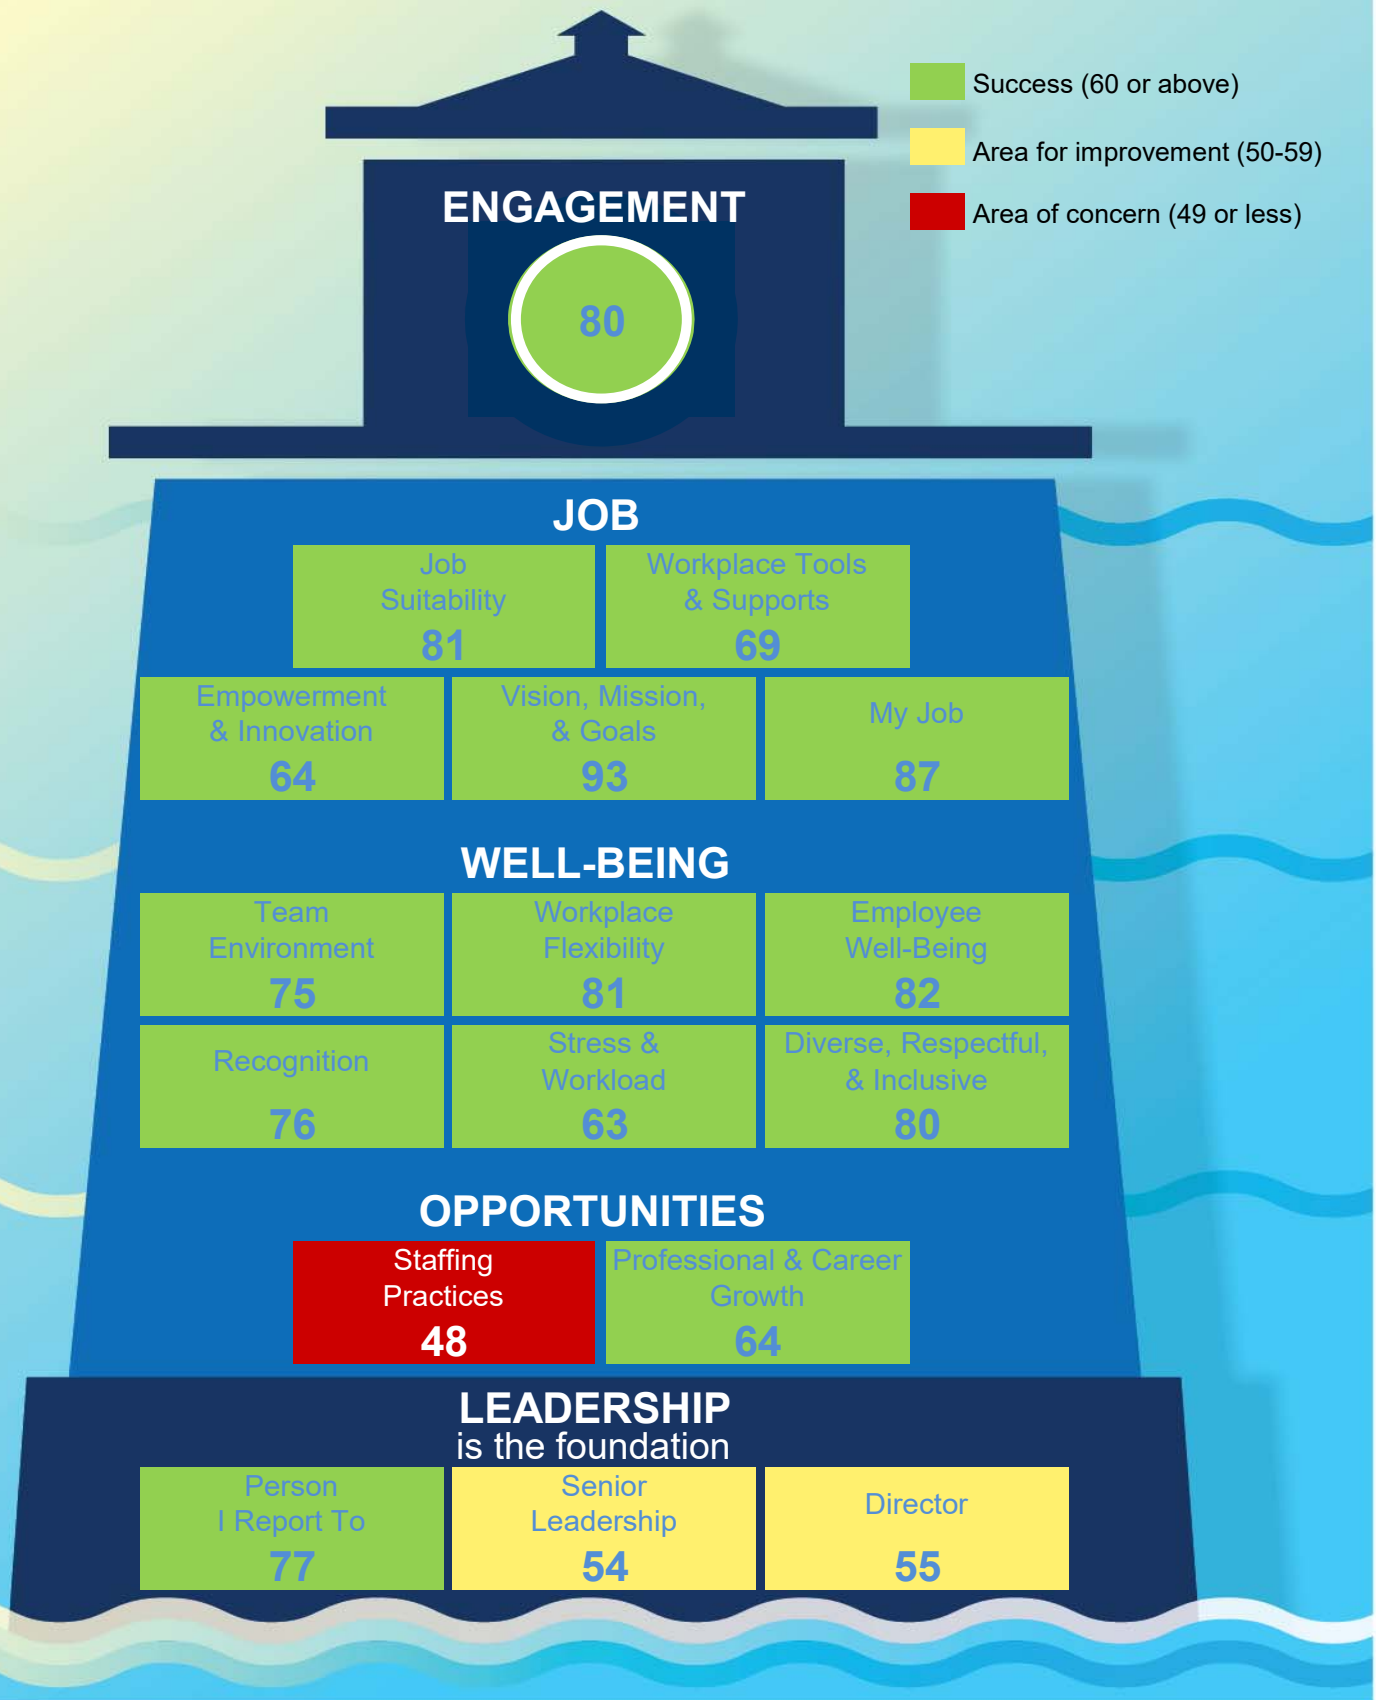 Success (60 or above)
Area for improvement (50-59)
Area of concern (49 or less)
ENGAGEMENT
80
JOB
Job
Suitability
81
Workplace Tools
& Supports
69
Empowerment
& Innovation
64
Vision, Mission,
& Goals
93
My Job
87
WELL-BEING
Team
Environment
75
Workplace
Flexibility
81
Employee
Well-Being
82
Recognition
76
Stress &
Workload
63
Diverse, Respectful,
& Inclusive
80
OPPORTUNITIES
Staffing
Practices
48
Professional & Career
Growth
64
LEADERSHIP
is the foundation
Person
I Report To
77
Senior
Leadership
54
Director
55